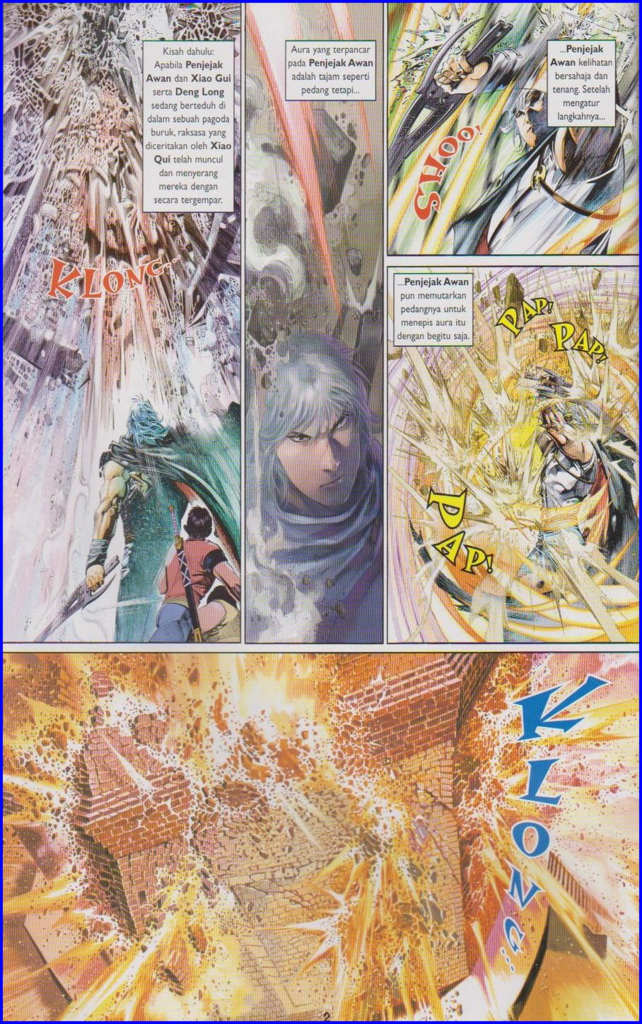 Kisah dahulu:
Apabila Penjejak
Awan dan Xiao Gui
serta Deng Long
sedang berteduh di
dalam sebuah pagoda
buruk, raksasa yang
diceritakan oleh Xiao
Qui telah muncul
dan menyerang
mereka dengan
secara tergempar.
KLONG...
Aura yang terpancar
pada Penjejak Awan
adalah tajam seperti
pedang tetapi...
...Penjejak
Awan kelihatan
bersahaja dan
tenang. Setelah
mengatur
langkahnya...
SHOO!
...Penjejak Awan
pun memutarkan
pedangnya untuk
menepis aura itu
dengan begitu saja.
PAP!
PAP!
PAP!
PAP!
KLONG!
2